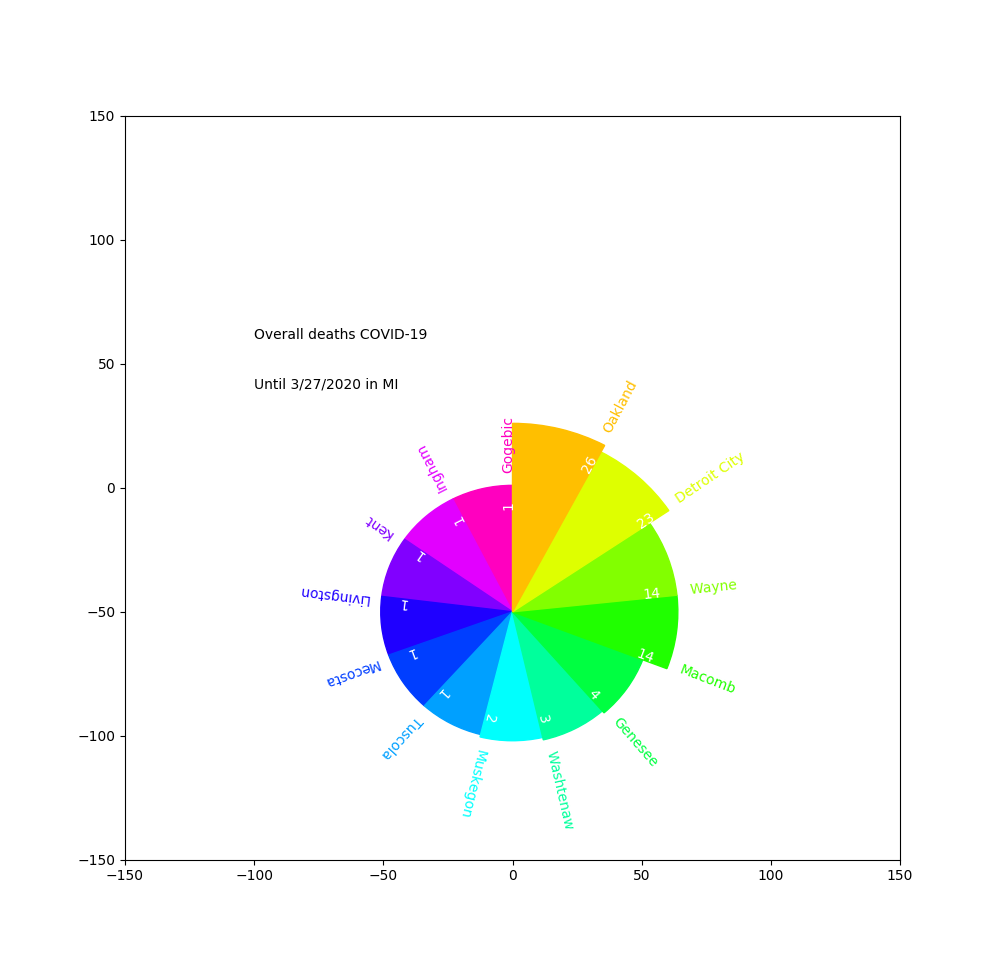 150
100
50
0
−50
−100
−150
−150
−100
−50
0
50
100
150
Overall deaths COVID-19
Until 3/27/2020 in MI
Oakland
26
Detroit City
23
Wayne
14
Macomb
14
Genesee
4
Washtenaw
3
Muskegon
2
Tuscola
1
Mecosta
1
Livingston
1
Kent
1
Ingham
1
Gogebic
1